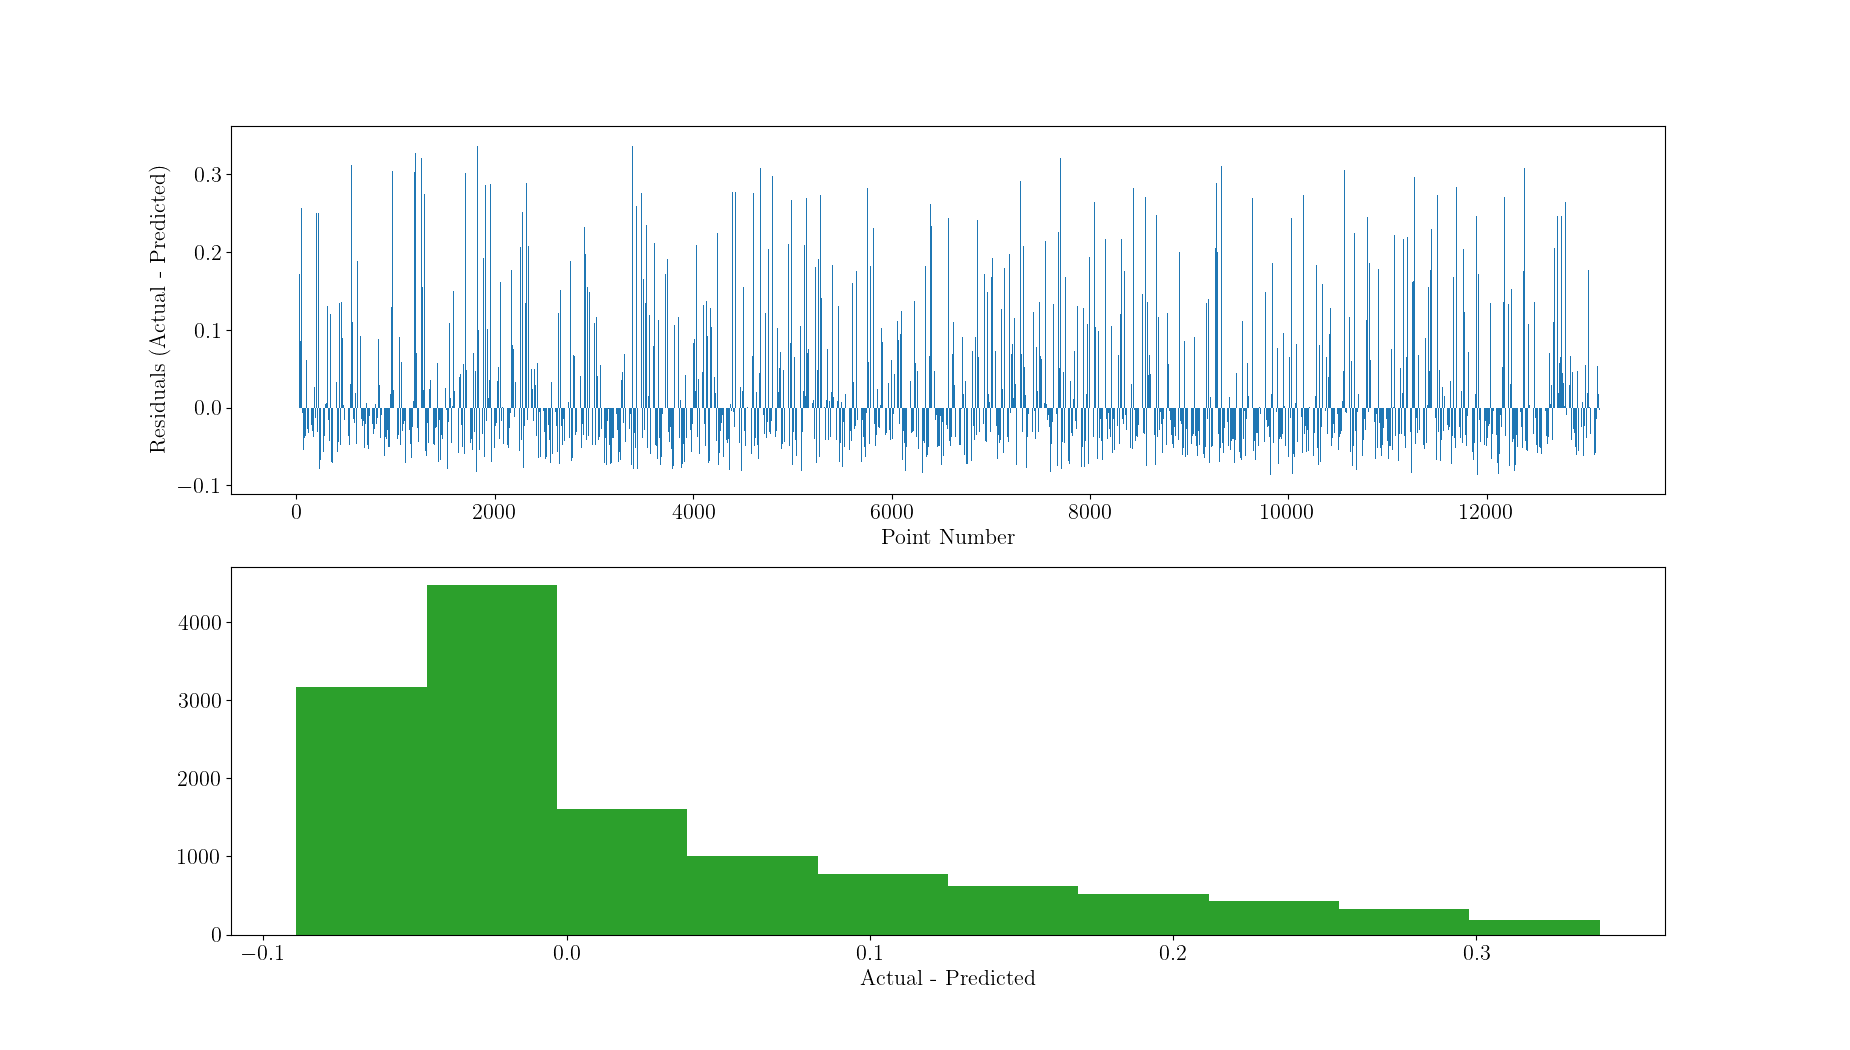 Residuals (Actual - Predicted)
0.3
0.2
0.1
0.0
−0.1
0 2000 4000 6000 8000 10000 12000
Point Number
4000
3000
2000
1000
0
−0.1 0.0 0.1 0.2 0.3
Actual - Predicted